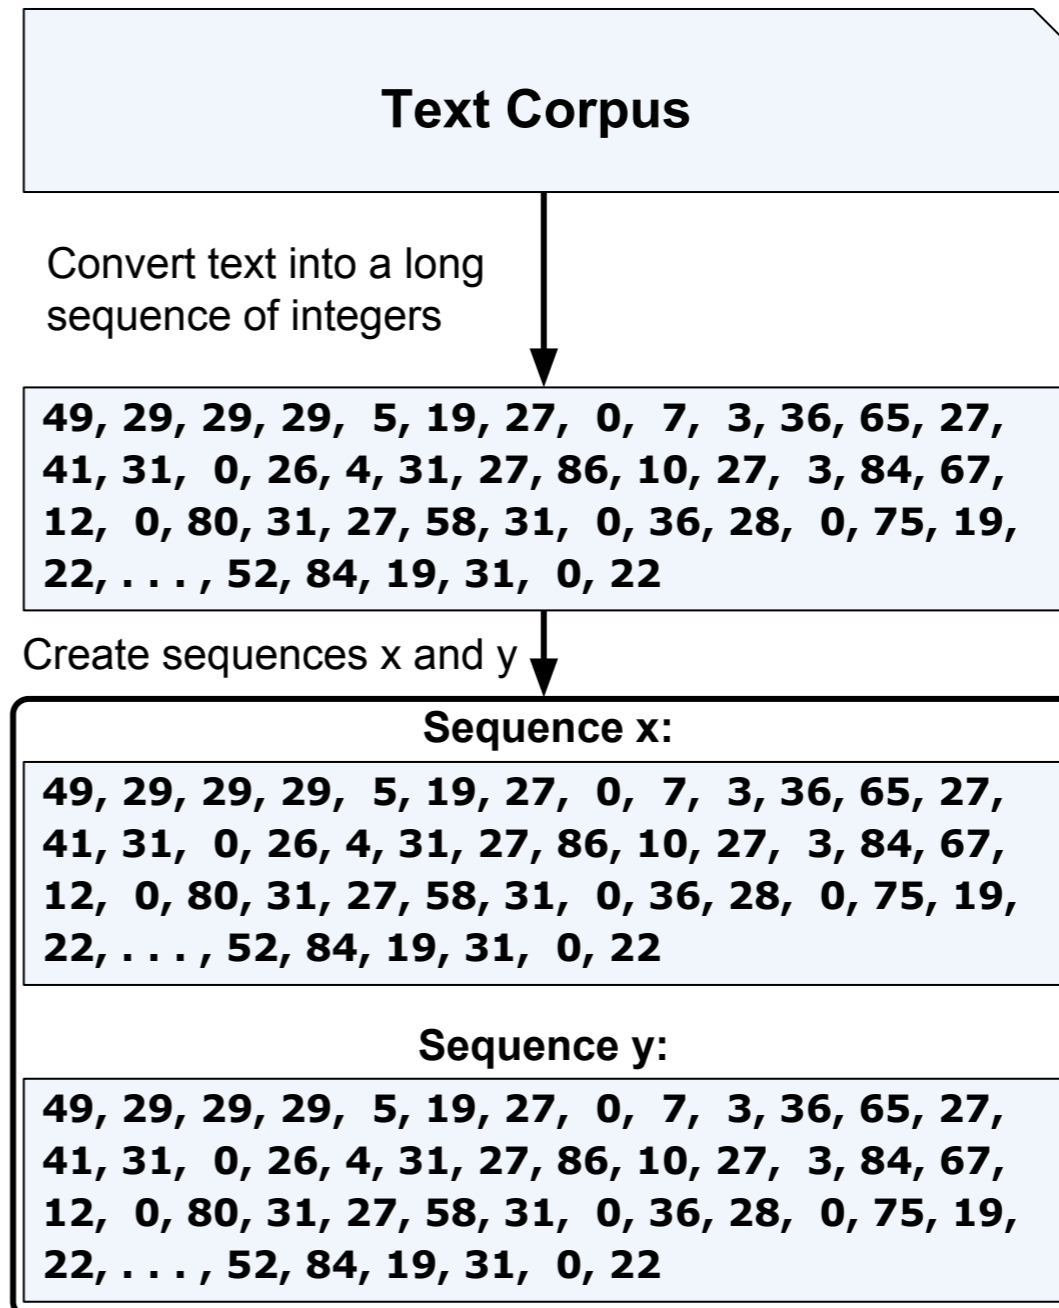 Text Corpus
Convert text into a long
sequence of integers
49, 29, 29, 29, 5, 19, 27, 0, 7, 3, 36, 65, 27,
41, 31, 0, 26, 4, 31, 27, 86, 10, 27, 3, 84, 67,
12, 0, 80, 31, 27, 58, 31, 0, 36, 28, 0, 75, 19,
22, . . . , 52, 84, 19, 31, 0, 22
Create sequences x and y
Sequence x:
49, 29, 29, 29, 5, 19, 27, 0, 7, 3, 36, 65, 27,
41, 31, 0, 26, 4, 31, 27, 86, 10, 27, 3, 84, 67,
12, 0, 80, 31, 27, 58, 31, 0, 36, 28, 0, 75, 19,
22, . . . , 52, 84, 19, 31, 0, 22
Sequence y:
49, 29, 29, 29, 5, 19, 27, 0, 7, 3, 36, 65, 27,
41, 31, 0, 26, 4, 31, 27, 86, 10, 27, 3, 84, 67,
12, 0, 80, 31, 27, 58, 31, 0, 36, 28, 0, 75, 19,
22, . . . , 52, 84, 19, 31, 0, 22